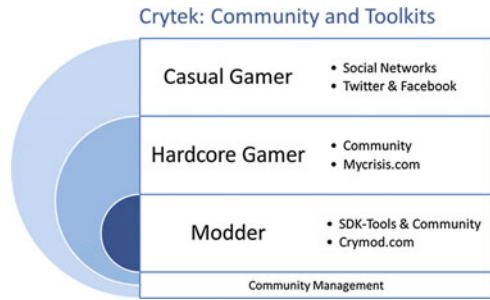 Crytek: Community and Toolkits
Casual Gamer
• Social Networks
• Twitter & Facebook
Hardcore Gamer
• Community
• Mycrisis.com
Modder
• SDK-Tools & Community
• Crymod.com
Community Management